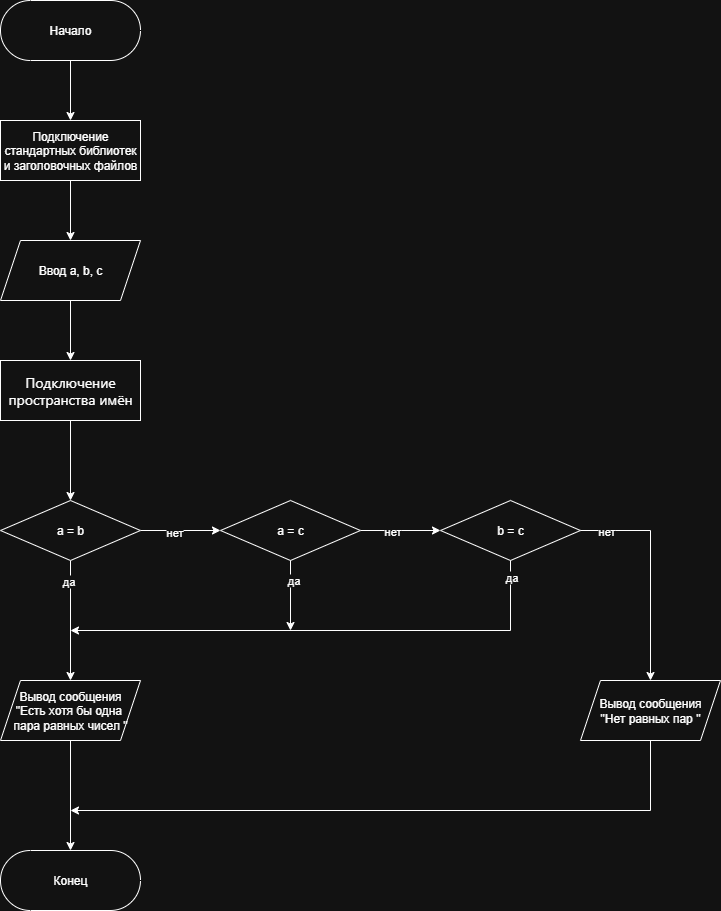 Начало
Подключение
стандартных библиотек
и заголовочных файлов
Ввод a, b, c
Подключение
пространства имён
a = b
нет
a = c
нет
b = c
нет
да
да
да
Вывод сообщения
"Есть хотя бы одна
пара равных чисел "
Вывод сообщения
"Нет равных пар "
Конец